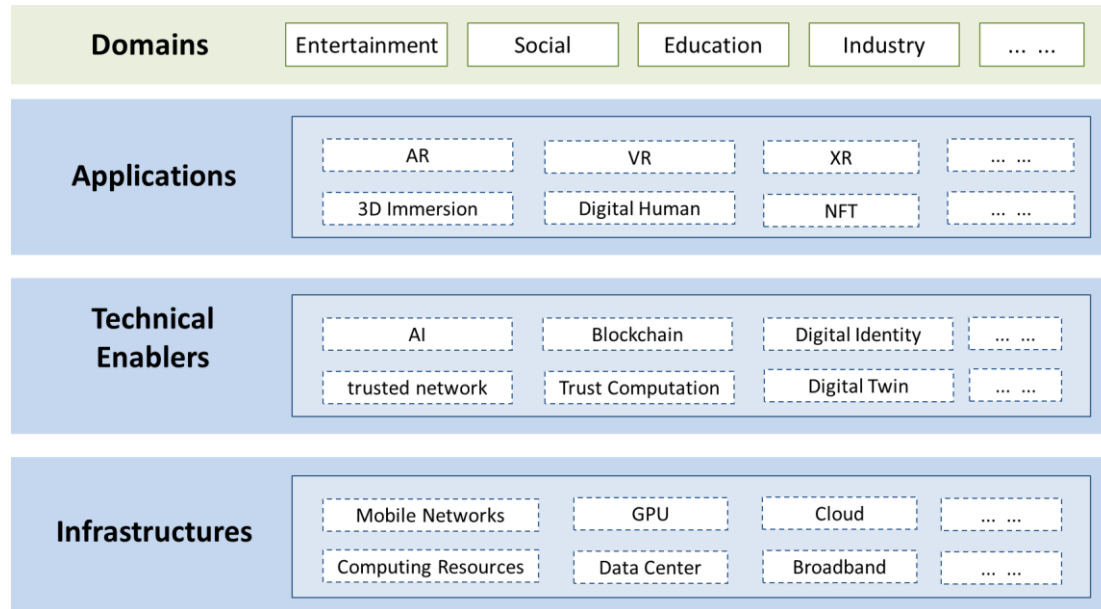 Domains
Entertainment
Social
Education
Industry
... ...
Applications
AR
VR
XR
... ...
3D Immersion
Digital Human
NFT
... ...
Technical
Enablers
AI
Blockchain
Digital Identity
... ...
trusted network
Trust Computation
Digital Twin
... ...
Infrastructures
Mobile Networks
GPU
Cloud
... ...
Computing Resources
Data Center
Broadband
... ...